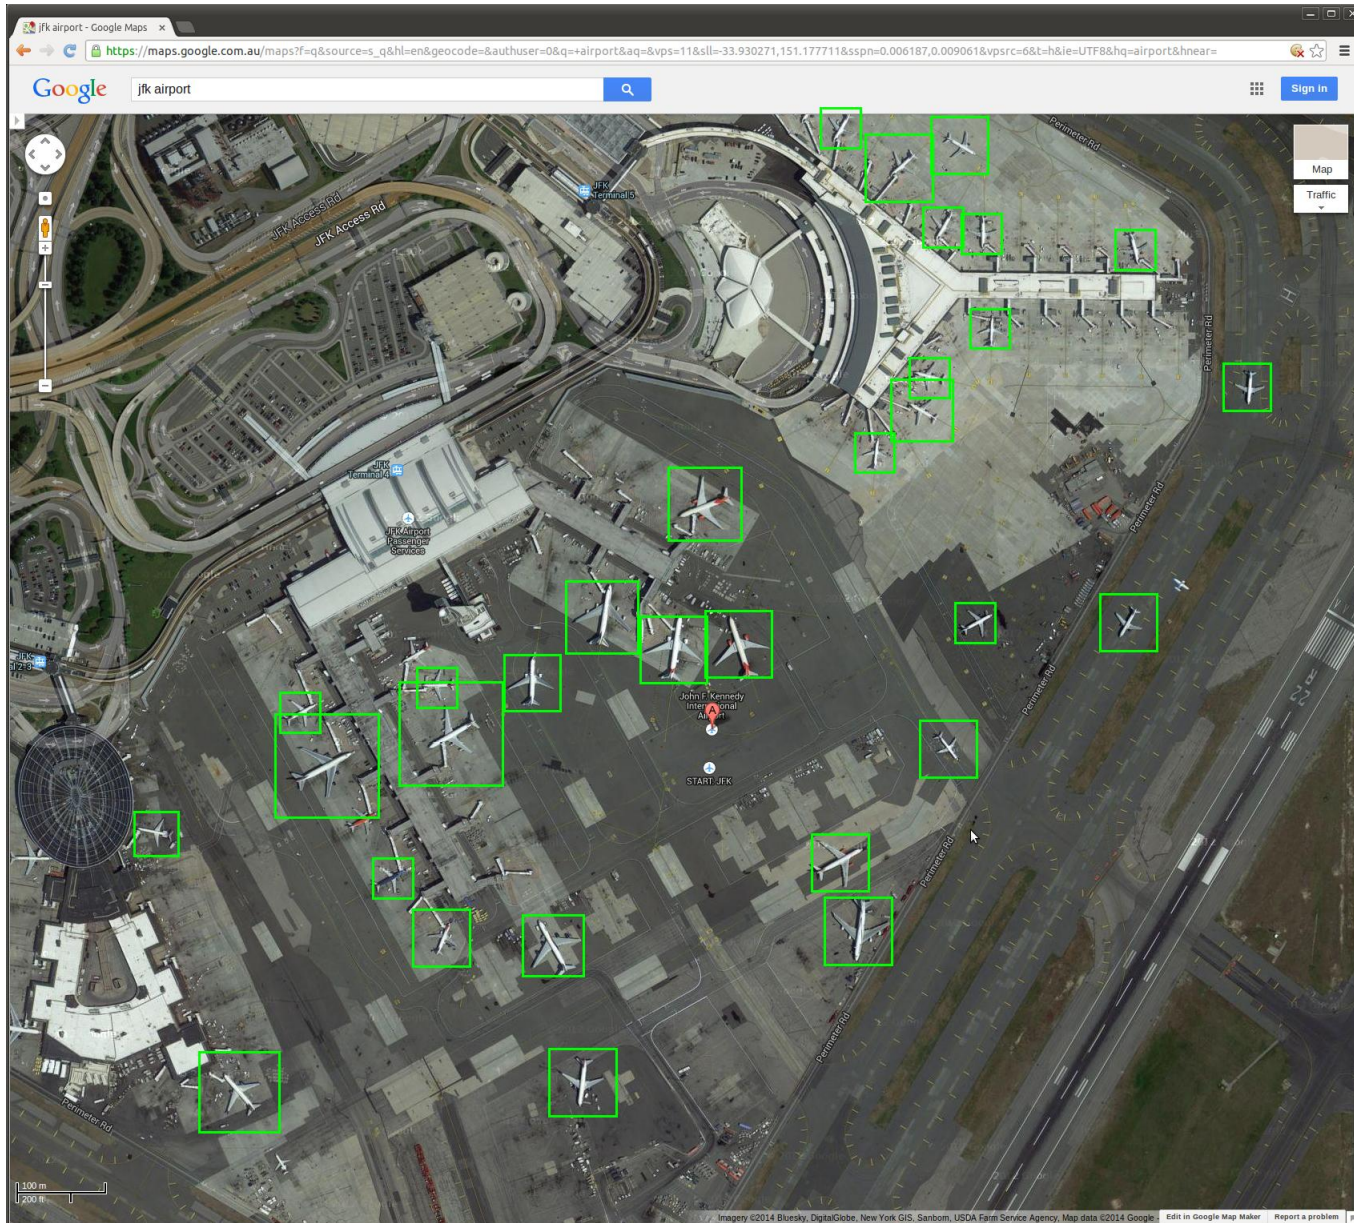 jfk airport - Google Maps
https://maps.google.com.au/maps?f=q&source=s_q&hl=en&geocode=&authuser=0&q=+airport&aq=&vps=11&sll=-33.930271,151.177711&sspn=0.006187,0.009061&vpsrc=6&t=h&ie=UTF8&hq=airport&hnear=
Google
jfk airport
Sign in
Perimeter Rd
Map
Traffic
JFK
Terminal 5
JFK Access Rd
JFK Access Rd
Perimeter Rd
JFK
Terminal 4
JFK Airport
Passenger
Services
Perimeter Rd
JFK
Perimeter Rd
John F. Kennedy
International
Airport
A
START JFK
22 R
Perimeter Rd
Perimeter Rd
Perimeter Rd
100 m
200 ft
Imagery ©2014 Bluesky, DigitalGlobe, New York GIS, Sanborn, USDA Farm Service Agency, Map data ©2014 Google -
Edit in Google Map Maker
Report a problem